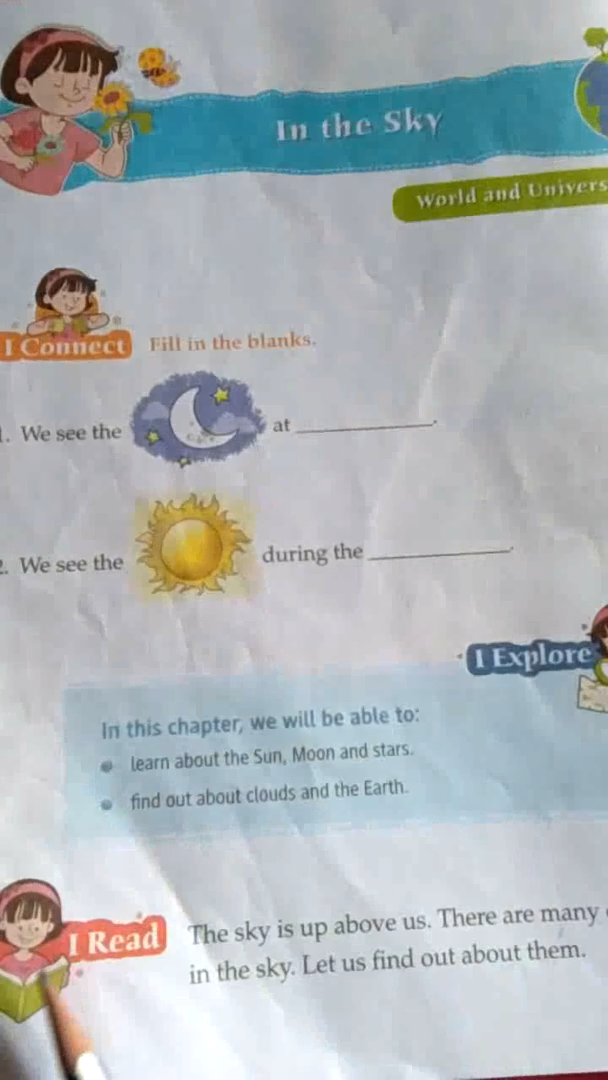 In the Sky
World and Univers
I Connect Fill in the blanks.
. We see the at ____________.
2. We see the during the ____________.
I Explore
In this chapter, we will be able to:
learn about the Sun, Moon and stars.
find out about clouds and the Earth.
I Read The sky is up above us. There are many
in the sky. Let us find out about them.